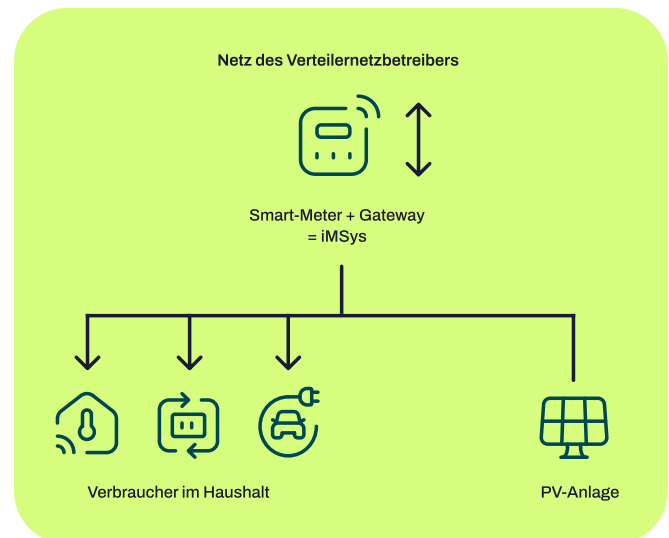 Netz des Verteilernetzbetreibers
Smart-Meter + Gateway
= iMSys
Verbraucher im Haushalt
PV-Anlage